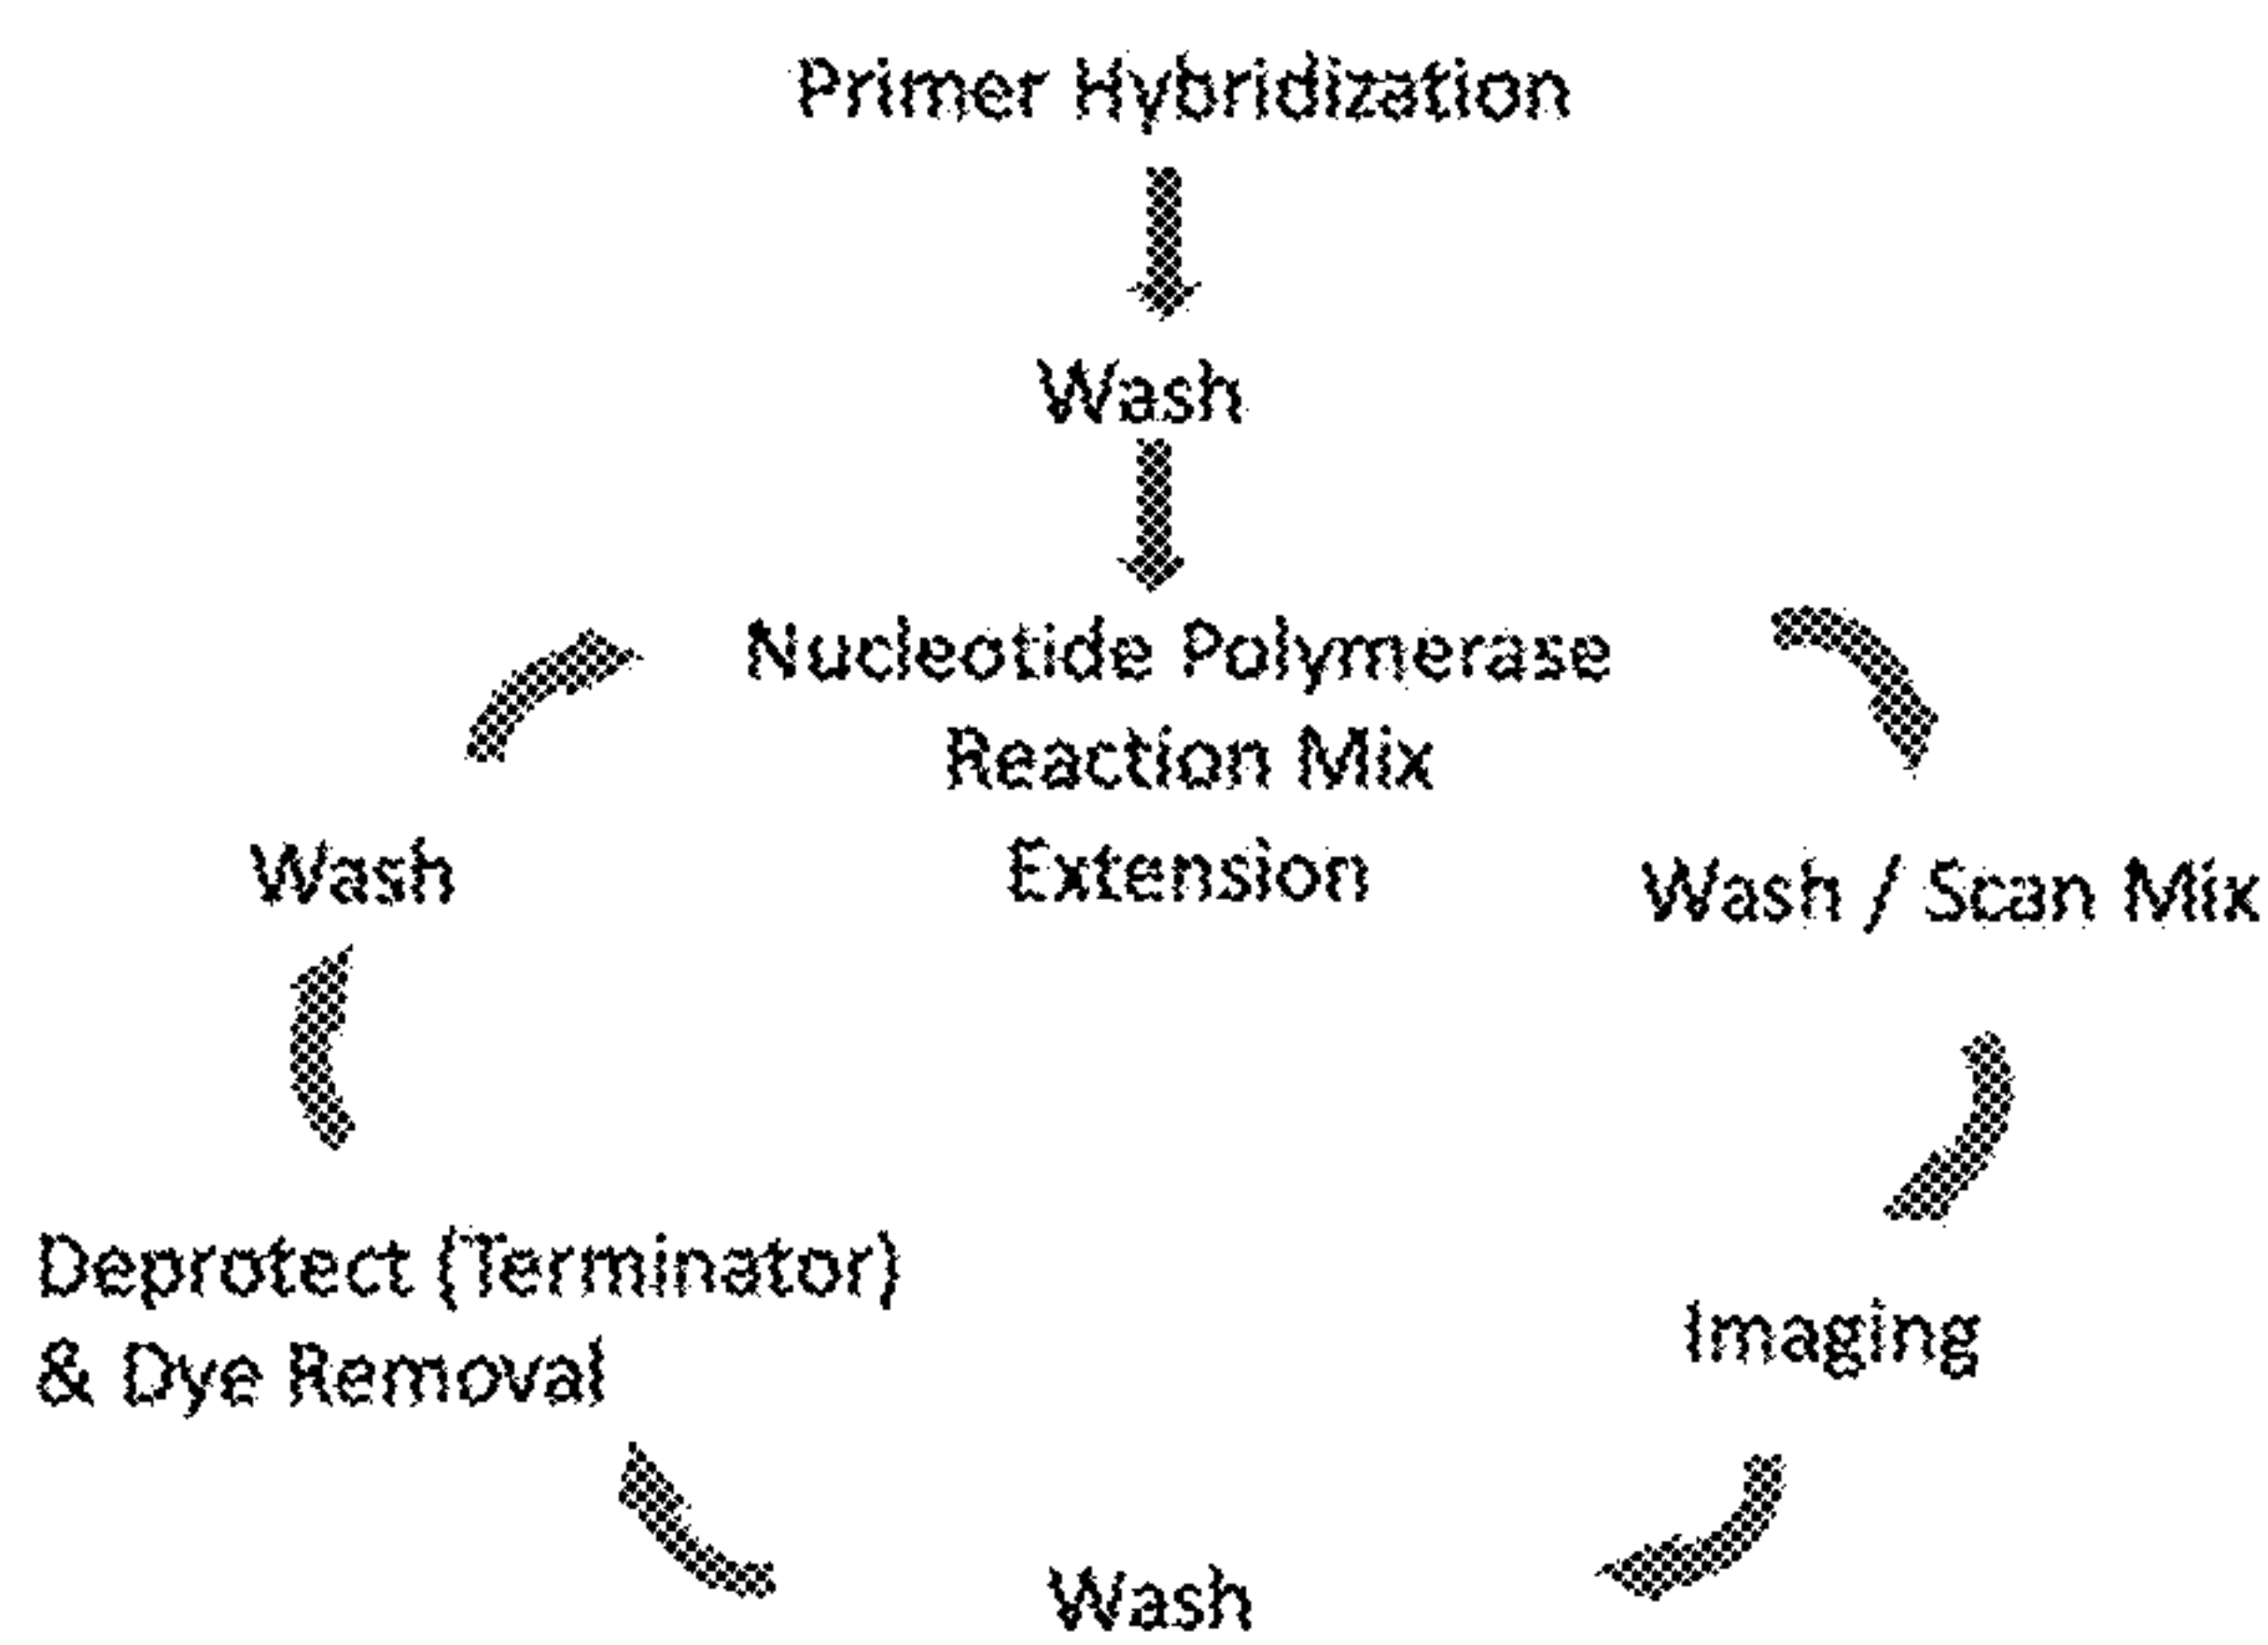 Primer Hybridization
Wash
Nucleotide Polymerase
Reaction Mix
Extension
Wash
Wash / Scan Mix
Deprotect (Terminator)
& Dye Removal
Imaging
Wash